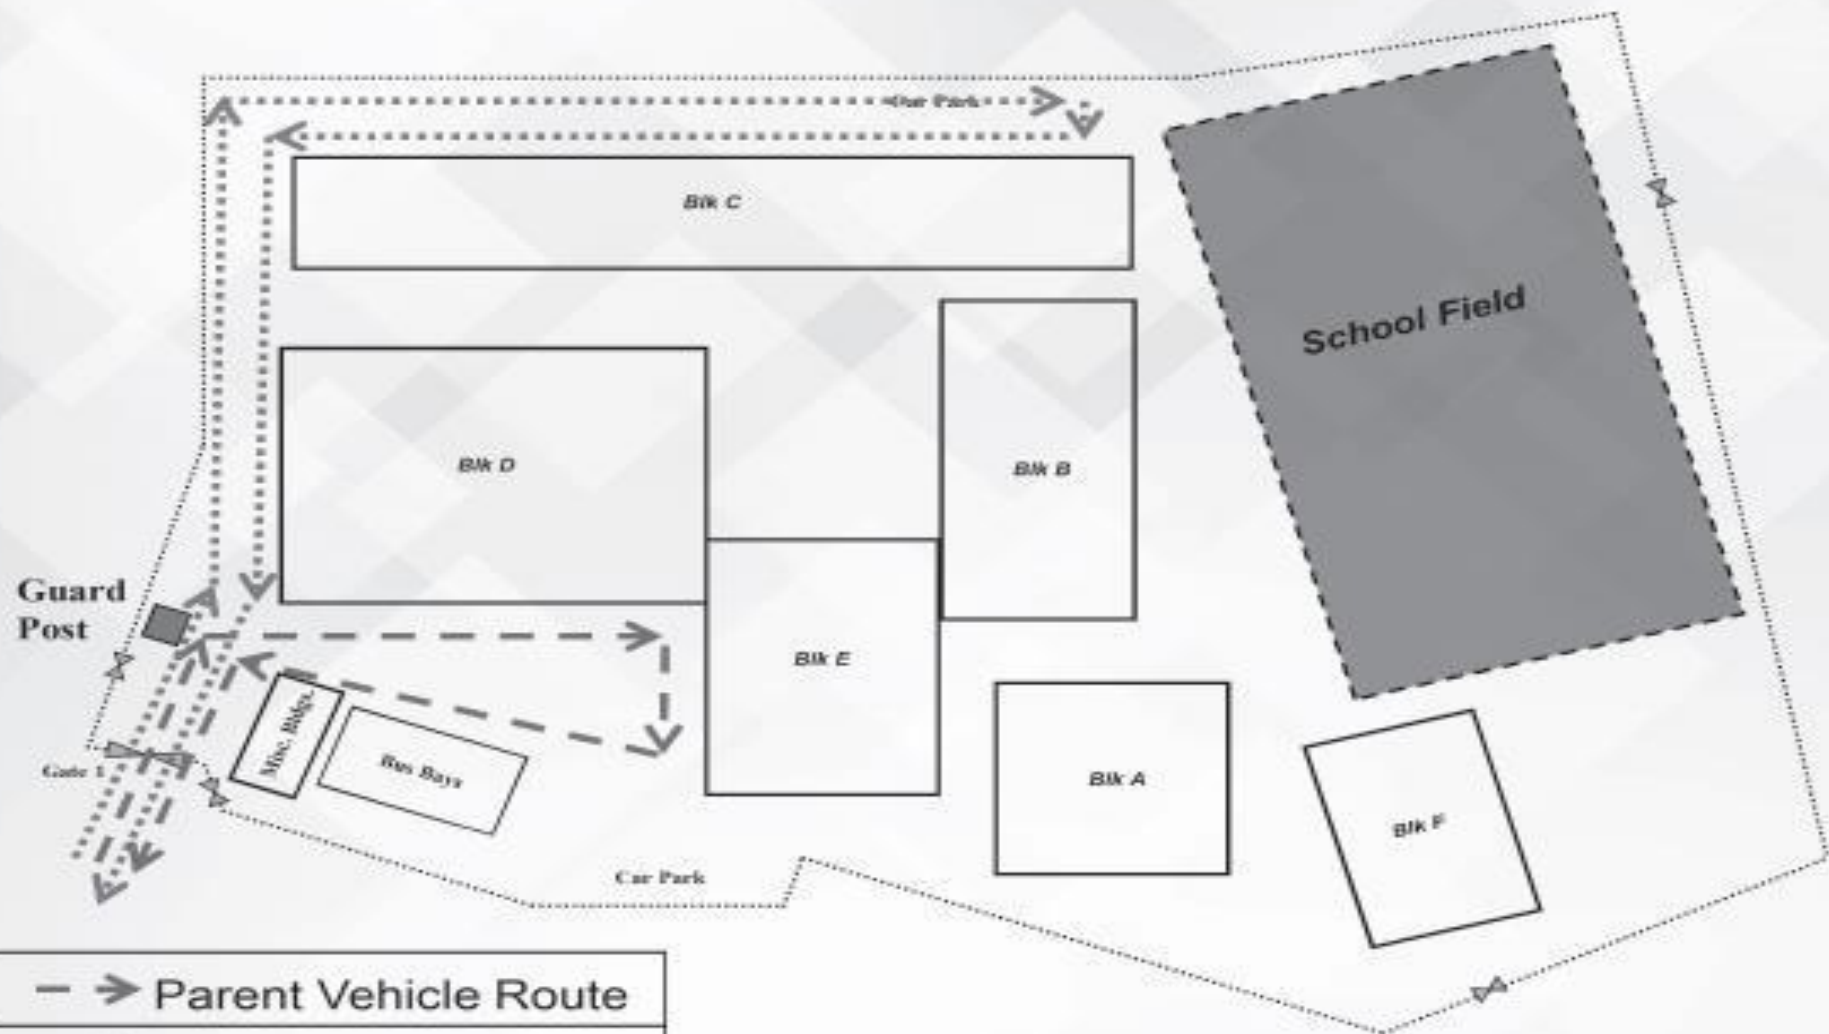 Car Park
Blk C
School Field
Blk D
Blk B
Guard
Post
Blk E
Misc. Bldgs.
Gate 1
Bus Bays
Blk A
Blk F
Car Park
Parent Vehicle Route